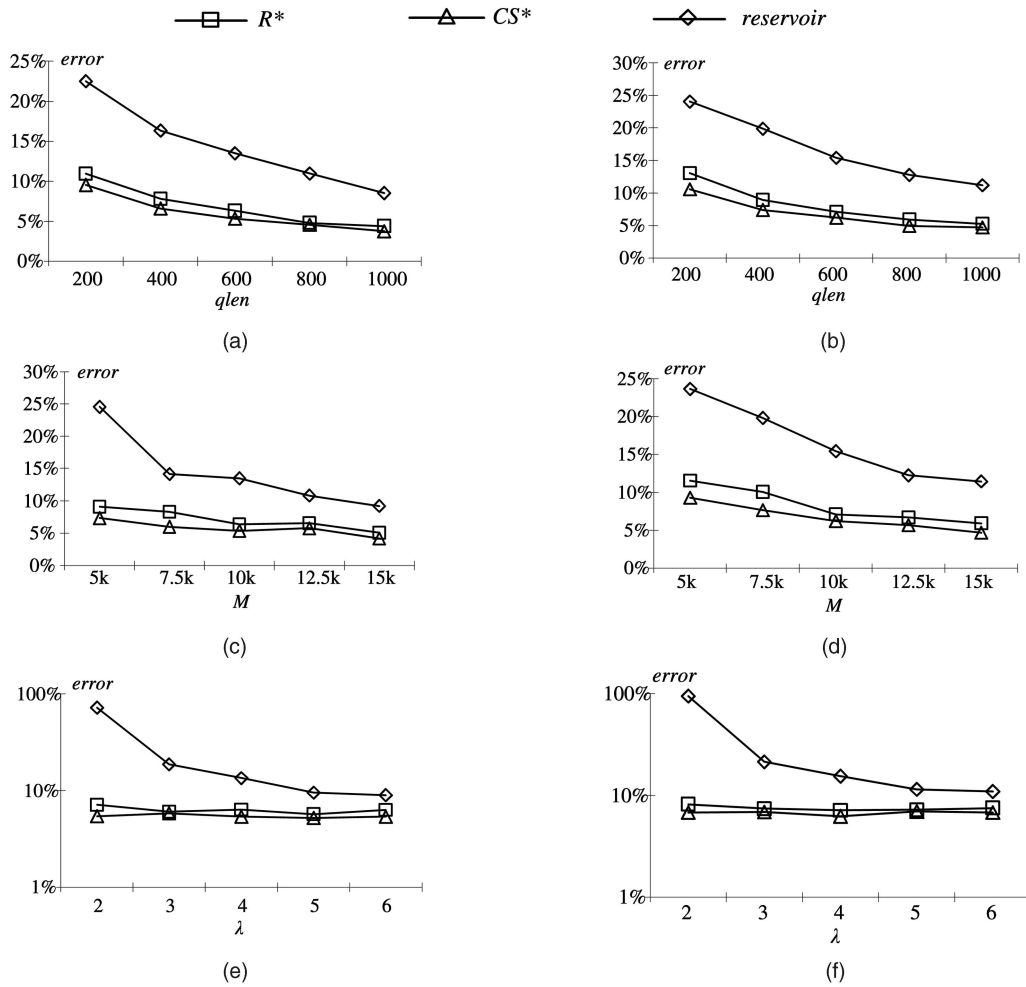 R* CS* reservoir
error
25%
20%
15%
10%
5%
0%
200 400 600 800 1000
qlen
(a)
error
30%
25%
20%
15%
10%
5%
0%
200 400 600 800 1000
qlen
(b)
error
30%
25%
20%
15%
10%
5%
0%
5k 7.5k 10k 12.5k 15k
M
(c)
error
25%
20%
15%
10%
5%
0%
5k 7.5k 10k 12.5k 15k
M
(d)
error
100%
10%
1%
2 3 4 5 6
λ
(e)
error
100%
10%
1%
2 3 4 5 6
λ
(f)